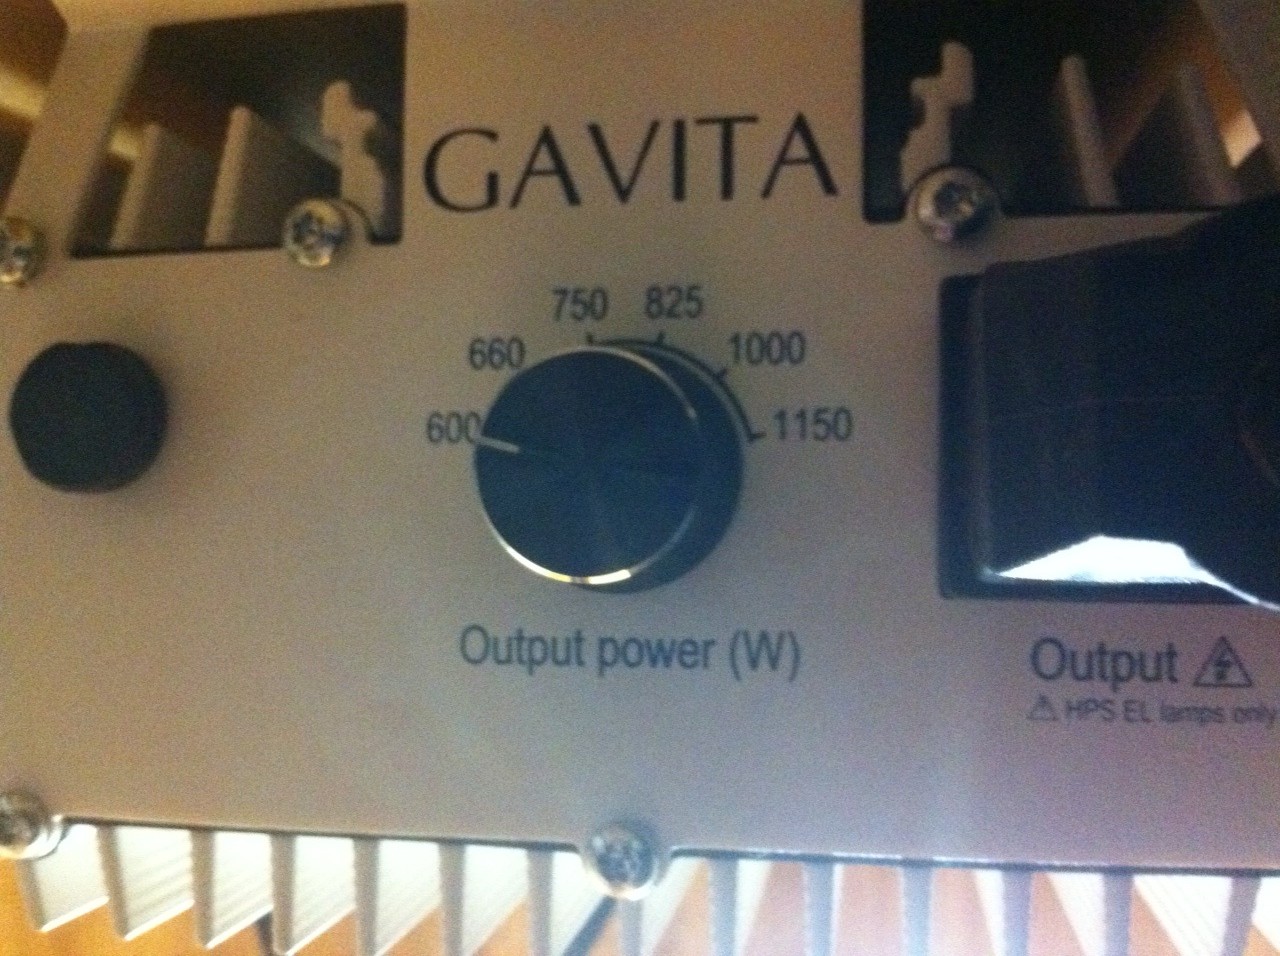 GAVITA
750 825
660 1000
600 1150
Output power (W)
Output
HPS EL lamps only